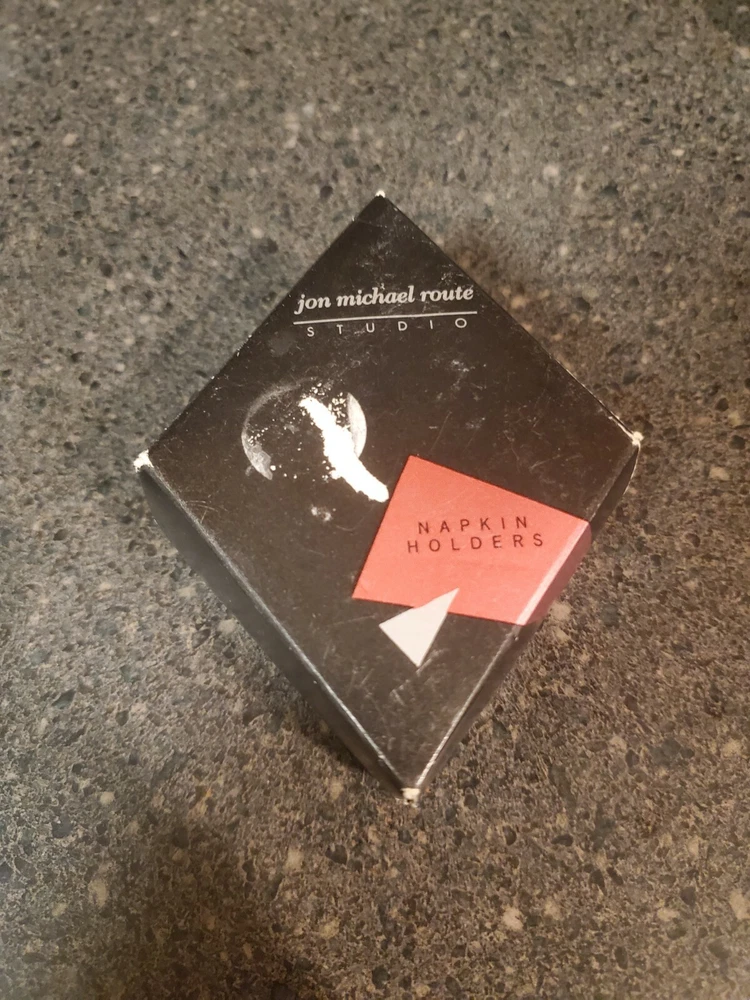 jon michael route
STUDIO
NAPKIN
HOLDERS